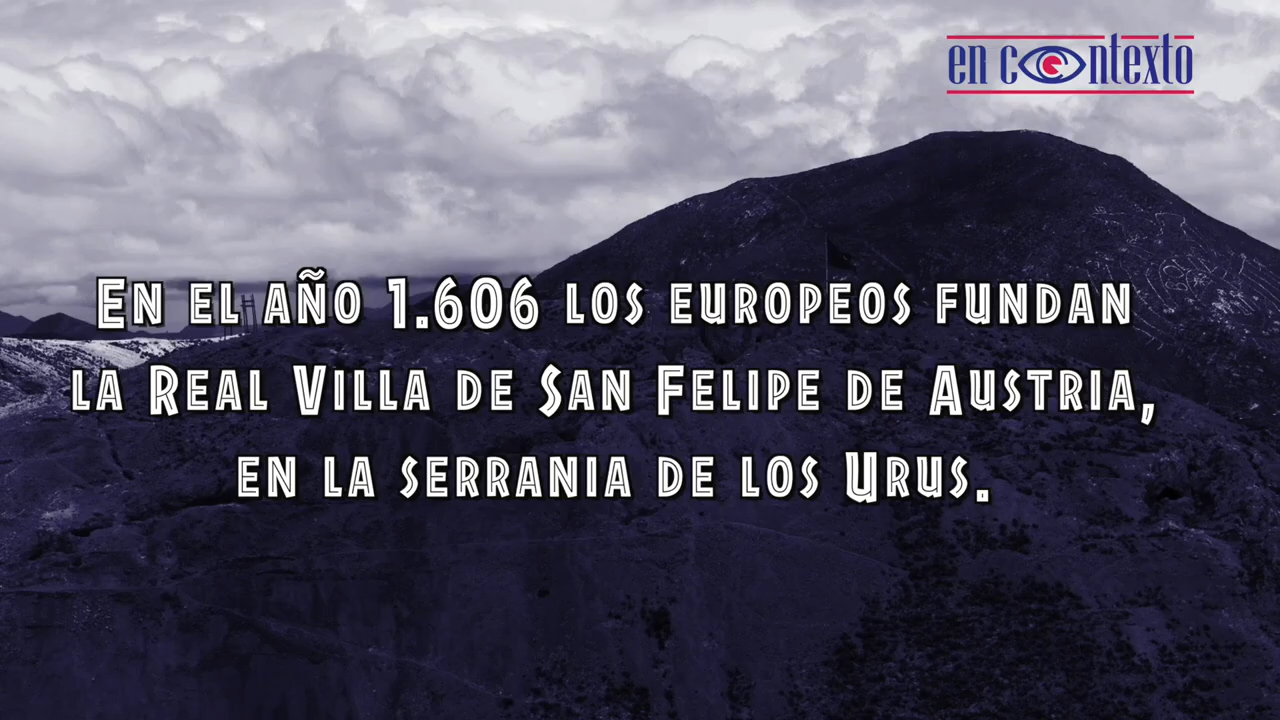 en contexto
En el año 1.606 los europeos fundan
la Real Villa de San Felipe de Austria,
en la serrania de los Urus.